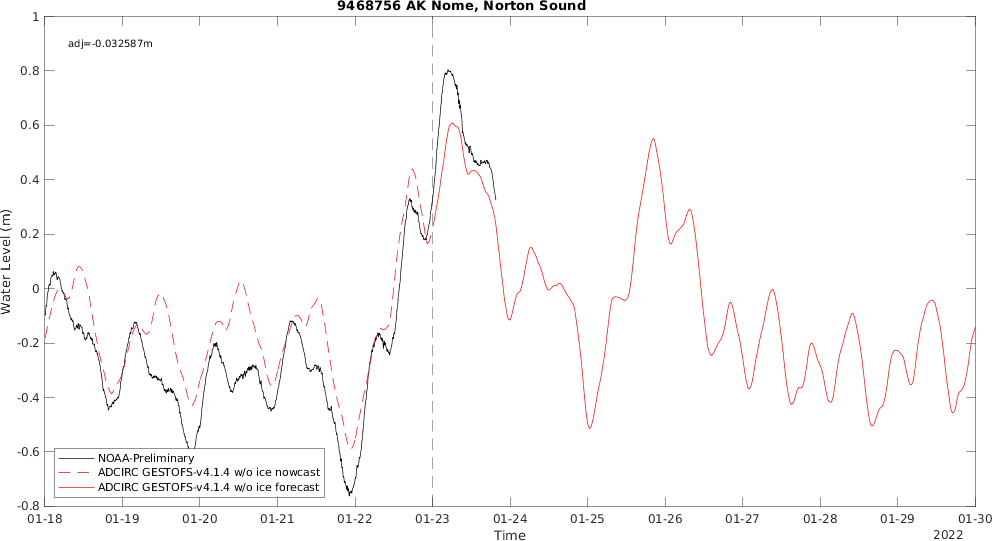 9468756 AK Nome, Norton Sound
adj=-0.032587m
1
0.8
0.6
0.4
0.2
0
-0.2
-0.4
-0.6
-0.8
Water Level (m)
NOAA-Preliminary
ADCIRC GESTOFS-v4.1.4 w/o ice nowcast
ADCIRC GESTOFS-v4.1.4 w/o ice forecast
01-18 01-19 01-20 01-21 01-22 01-23 01-24 01-25 01-26 01-27 01-28 01-29 01-30
Time
2022